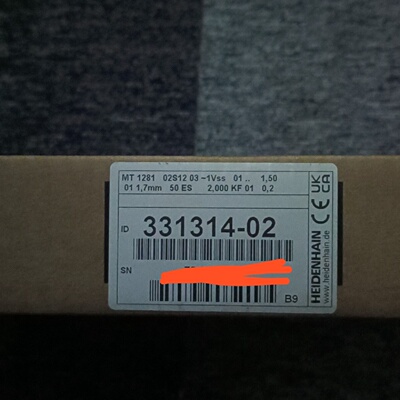 MT 1281 02S12 03 ~1Vss 01 .. 1,50
01 1,7mm 50 ES 2,000 KF 01 0,2
ID 331314-02
SN
B9
HEIDENHAIN
www.heidenhain.de
CE UK CA